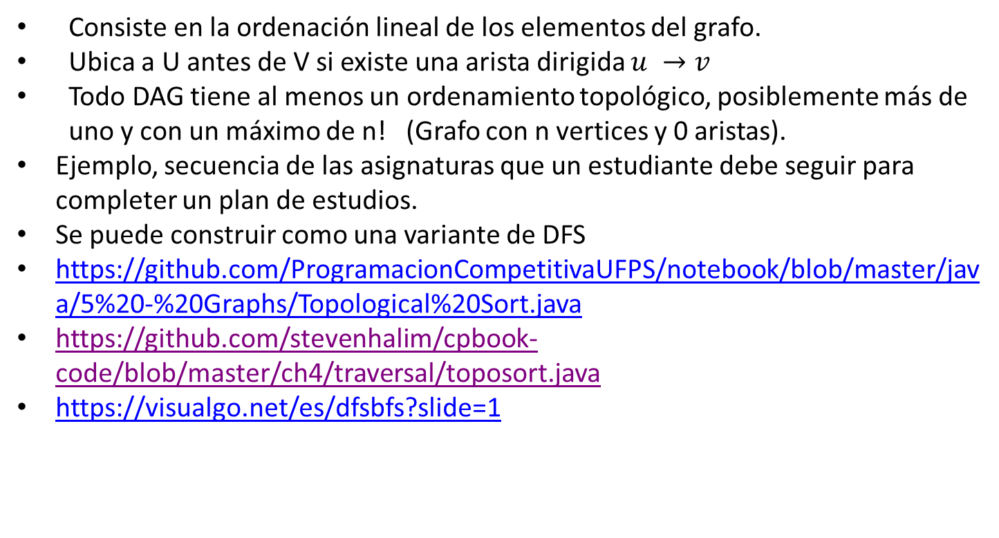 • Consiste en la ordenación lineal de los elementos del grafo.
• Ubica a U antes de V si existe una arista dirigida 𝑢 → 𝑣
• Todo DAG tiene al menos un ordenamiento topológico, posiblemente más de
uno y con un máximo de n! (Grafo con n vertices y 0 aristas).
• Ejemplo, secuencia de las asignaturas que un estudiante debe seguir para
completer un plan de estudios.
• Se puede construir como una variante de DFS
• https://github.com/ProgramacionCompetitivaUFPS/notebook/blob/master/jav
a/5%20-%20Graphs/Topological%20Sort.java
• https://github.com/stevenhalim/cpbook-
code/blob/master/ch4/traversal/toposort.java
• https://visualgo.net/es/dfsbfs?slide=1